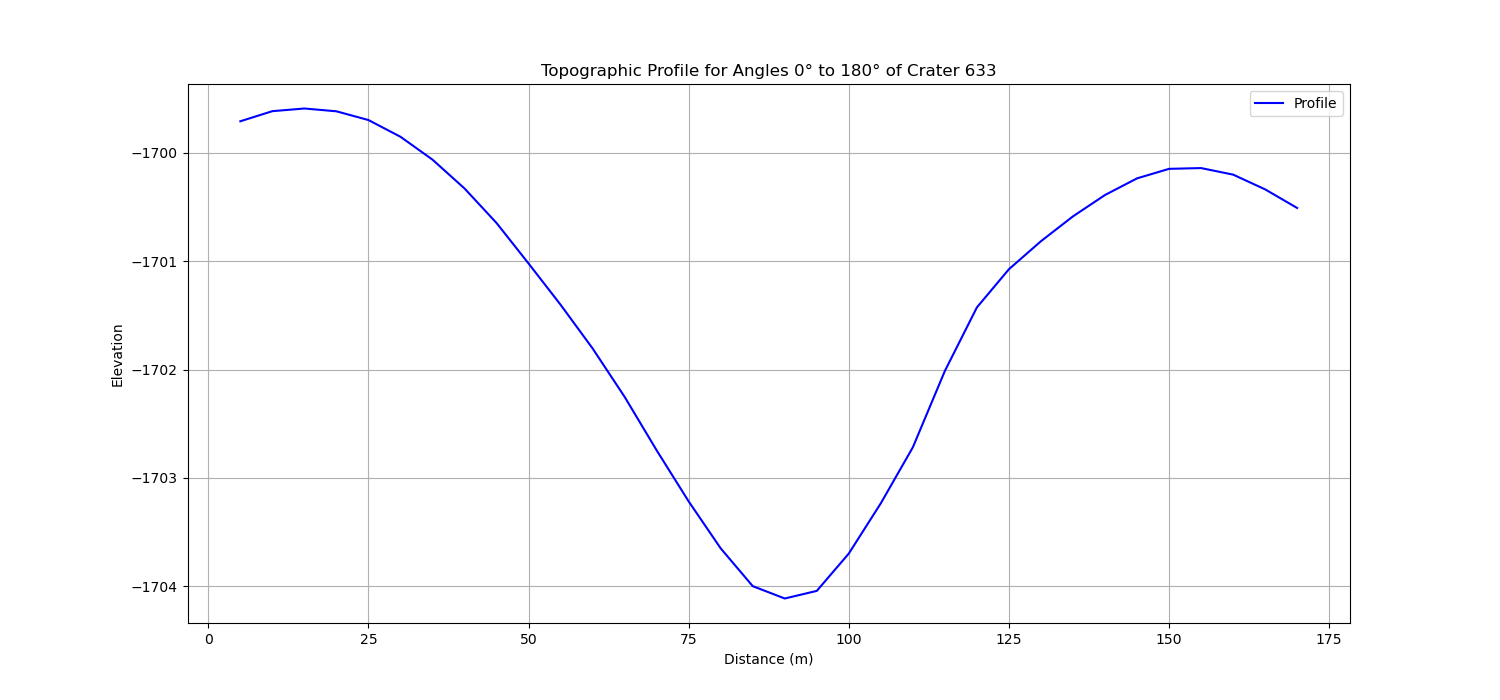 Topographic Profile for Angles 0° to 180° of Crater 633
Profile
−1700
−1701
−1702
−1703
−1704
Elevation
0 25 50 75 100 125 150 175
Distance (m)